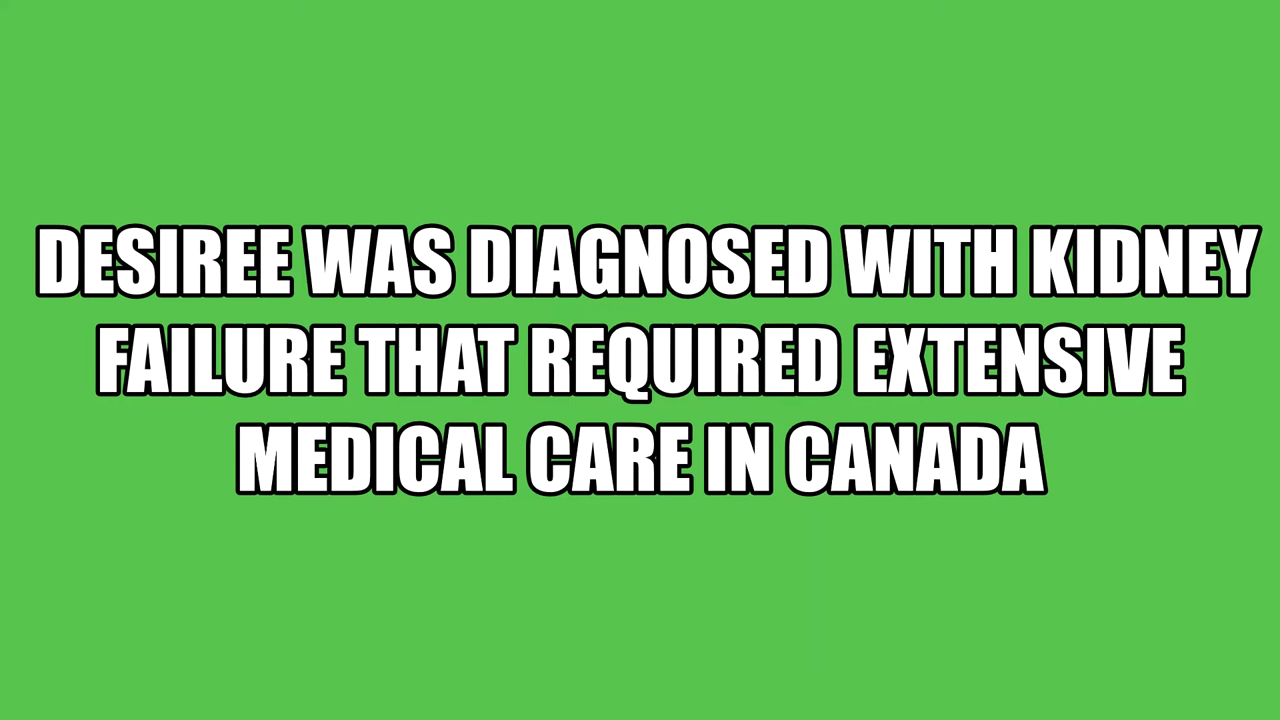 DESIREE WAS DIAGNOSED WITH KIDNEY
FAILURE THAT REQUIRED EXTENSIVE
MEDICAL CARE IN CANADA